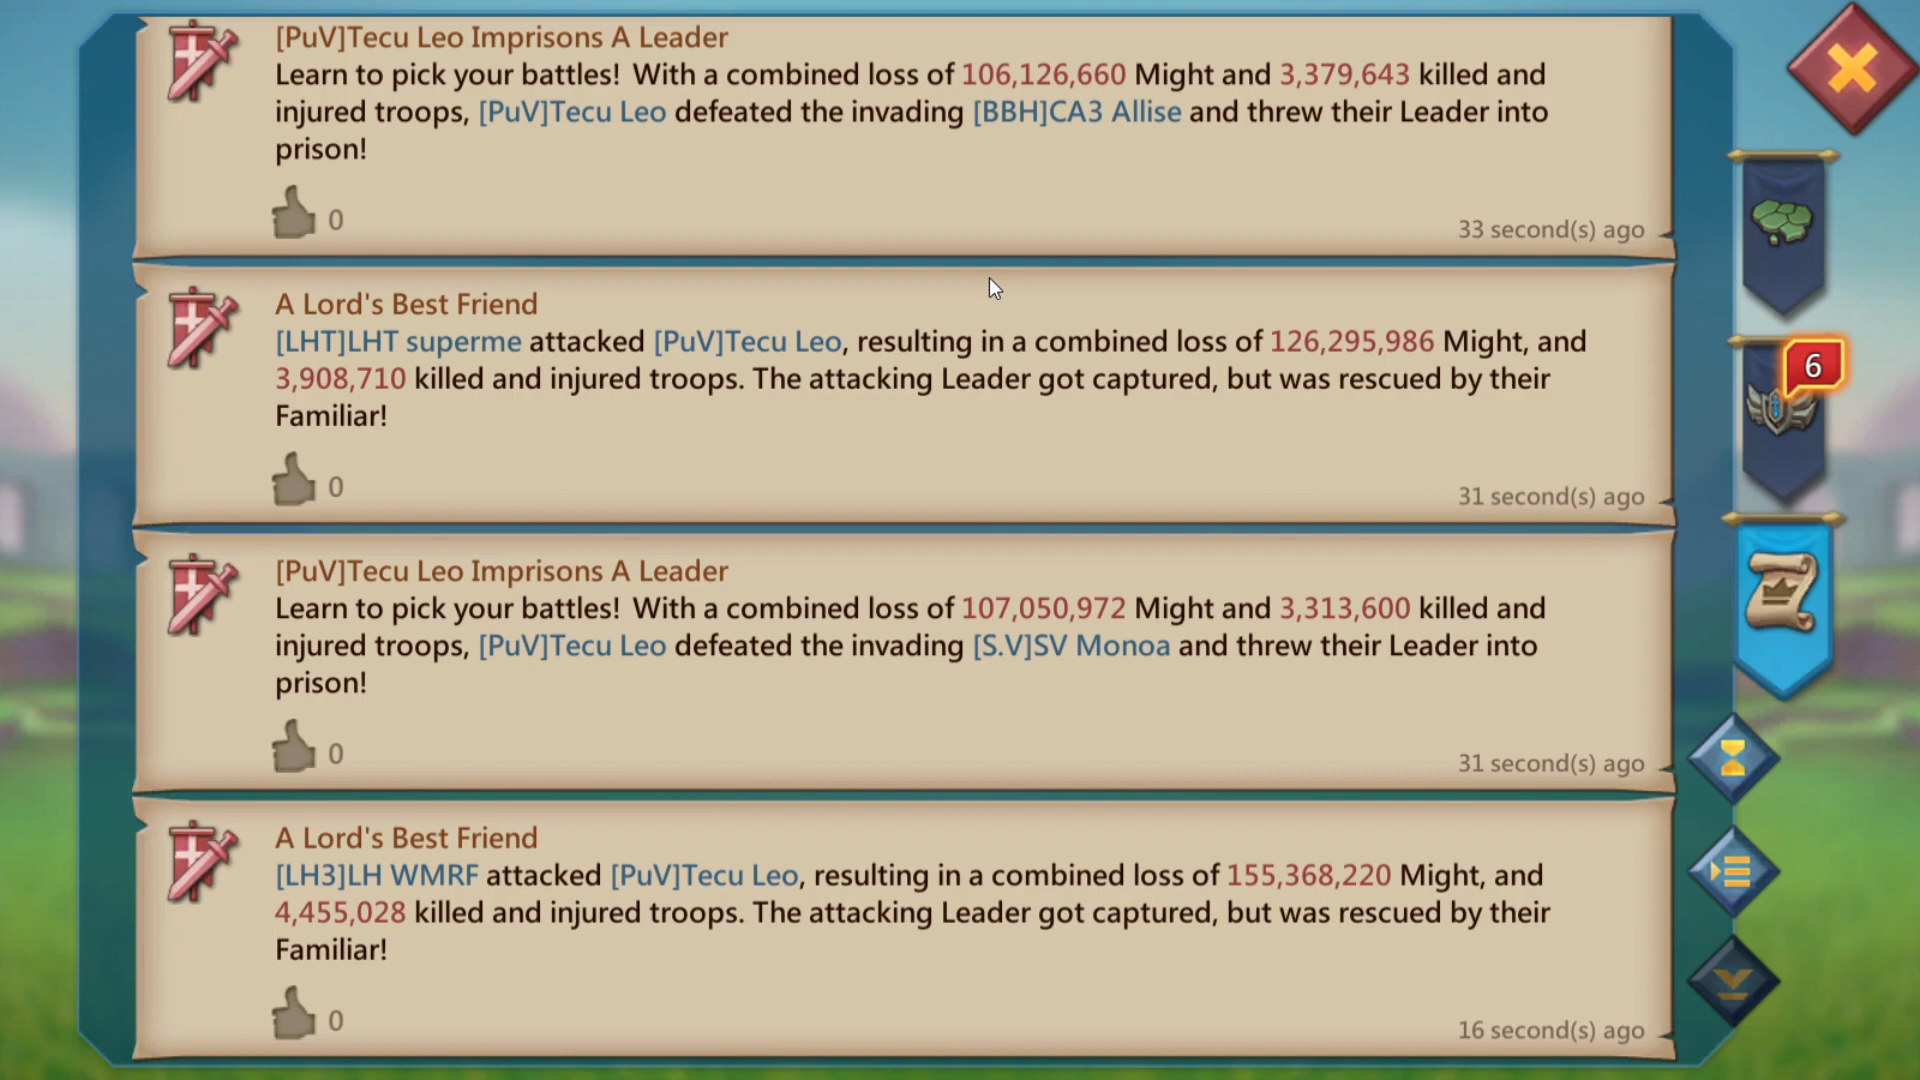 [PuV]Tecu Leo Imprisons A Leader
Learn to pick your battles! With a combined loss of 106,126,660 Might and 3,379,643 killed and
injured troops, [PuV]Tecu Leo defeated the invading [BBH]CA3 Allise and threw their Leader into
prison!
0
33 second(s) ago
A Lord's Best Friend
[LHT]LHT superme attacked [PuV]Tecu Leo, resulting in a combined loss of 126,295,986 Might, and
3,908,710 killed and injured troops. The attacking Leader got captured, but was rescued by their
Familiar!
0
31 second(s) ago
6
[PuV]Tecu Leo Imprisons A Leader
Learn to pick your battles! With a combined loss of 107,050,972 Might and 3,313,600 killed and
injured troops, [PuV]Tecu Leo defeated the invading [S.V]SV Monoa and threw their Leader into
prison!
0
31 second(s) ago
A Lord's Best Friend
[LH3]LH WMRF attacked [PuV]Tecu Leo, resulting in a combined loss of 155,368,220 Might, and
4,455,028 killed and injured troops. The attacking Leader got captured, but was rescued by their
Familiar!
0
16 second(s) ago